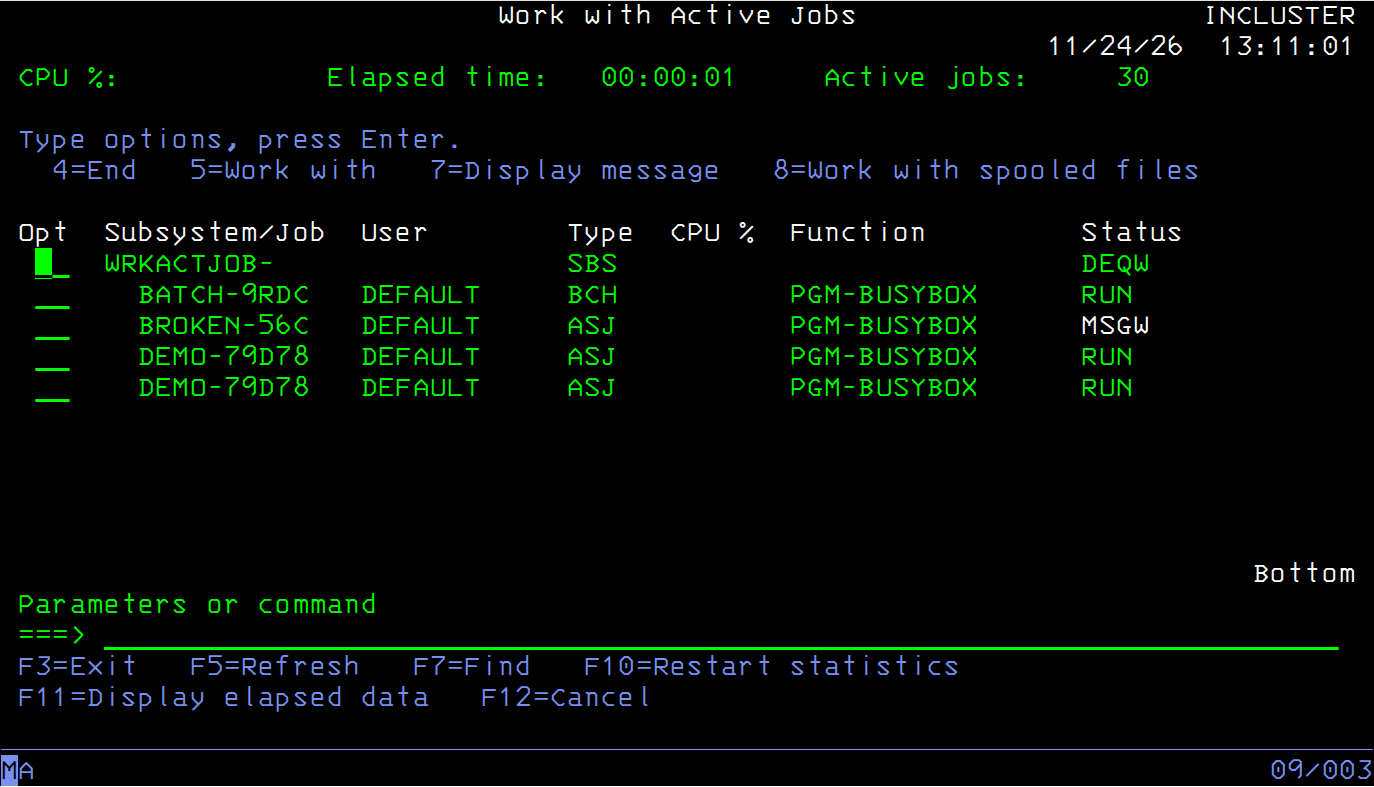 Work with Active Jobs INCLUSTER
11/24/26 13:11:01
CPU %: Elapsed time: 00:00:01 Active jobs: 30
Type options, press Enter.
4=End 5=Work with 7=Display message 8=Work with spooled files
Opt Subsystem/Job User Type CPU % Function Status
WRKACTJOB- SBS DEQW
BATCH-9RDC DEFAULT BCH PGM-BUSYBOX RUN
BROKEN-56C DEFAULT ASJ PGM-BUSYBOX MSGW
DEMO-79D78 DEFAULT ASJ PGM-BUSYBOX RUN
DEMO-79D78 DEFAULT ASJ PGM-BUSYBOX RUN
Bottom
Parameters or command
===>
F3=Exit F5=Refresh F7=Find F10=Restart statistics
F11=Display elapsed data F12=Cancel
MA 09/003